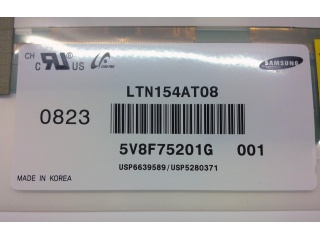 CH
C US
SAMSUNG
LTN154AT08
0823
5V8F75201G 001
USP6639589/USP5280371
MADE IN KOREA